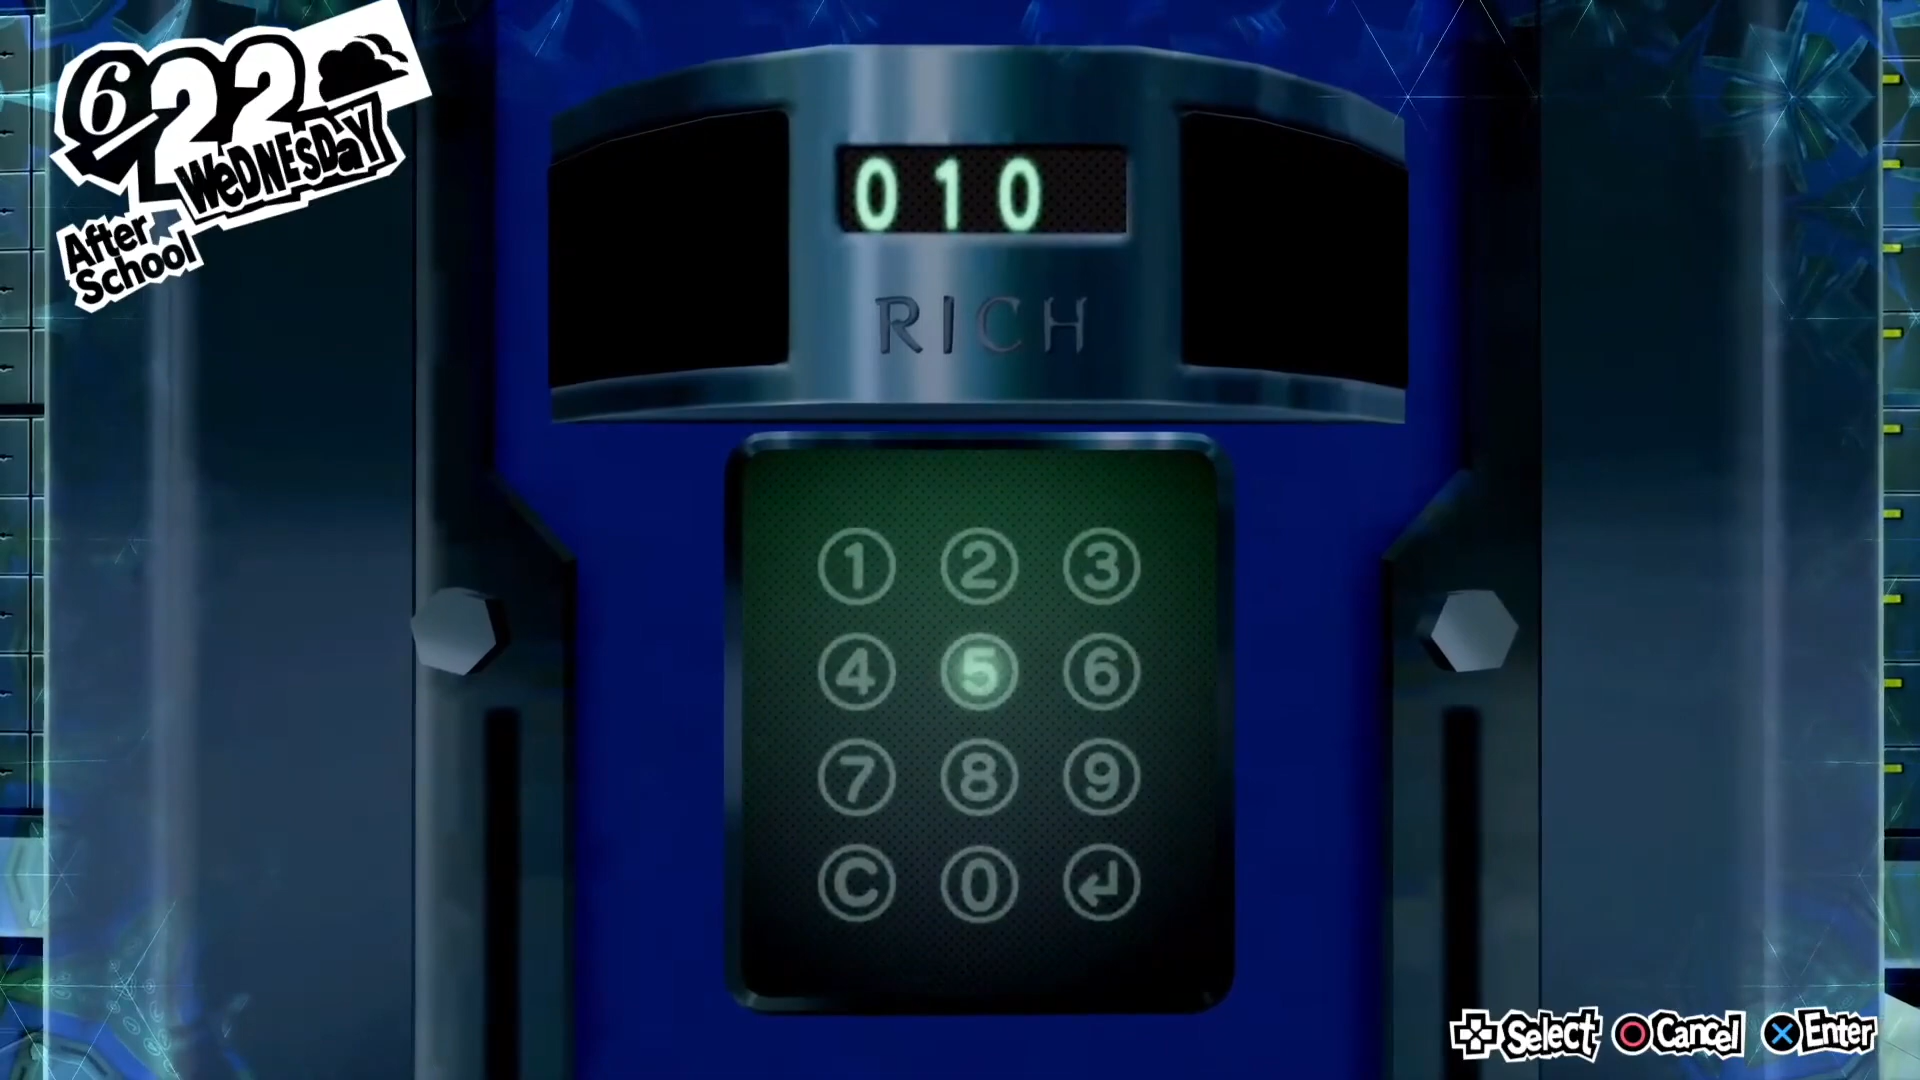 6/22
WeDNESDaY
After
School
010
RICH
1 2 3
4 5 6
7 8 9
C 0 ↵
Select Cancel Enter